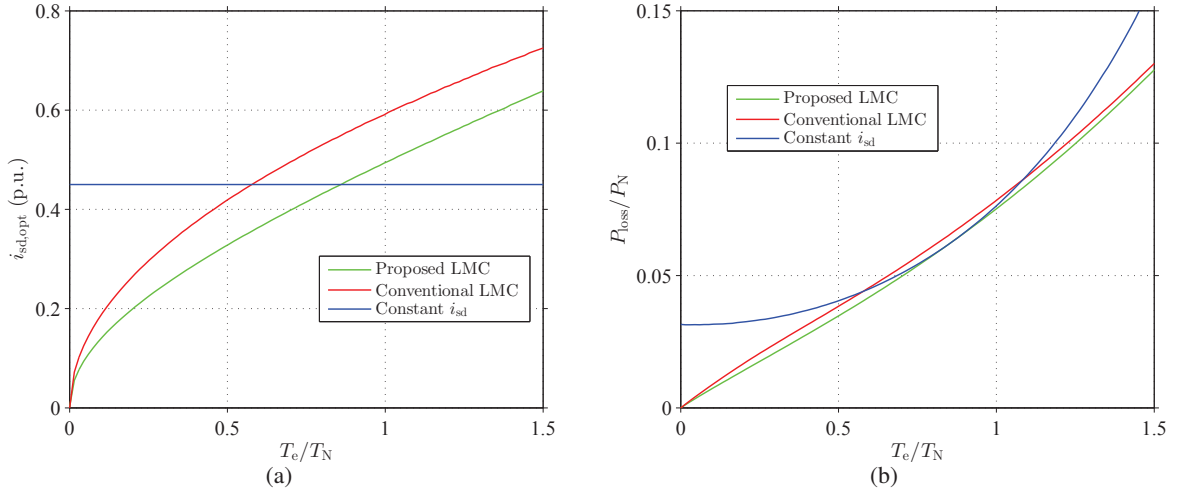 0.8
0.6
0.4
0.2
0
i_sd,opt (p.u.)
Proposed LMC
Conventional LMC
Constant i_sd
0 0.5 1 1.5
T_e/T_N
(a)
0.15
0.1
0.05
0
P_loss/P_N
Proposed LMC
Conventional LMC
Constant i_sd
0 0.5 1 1.5
T_e/T_N
(b)